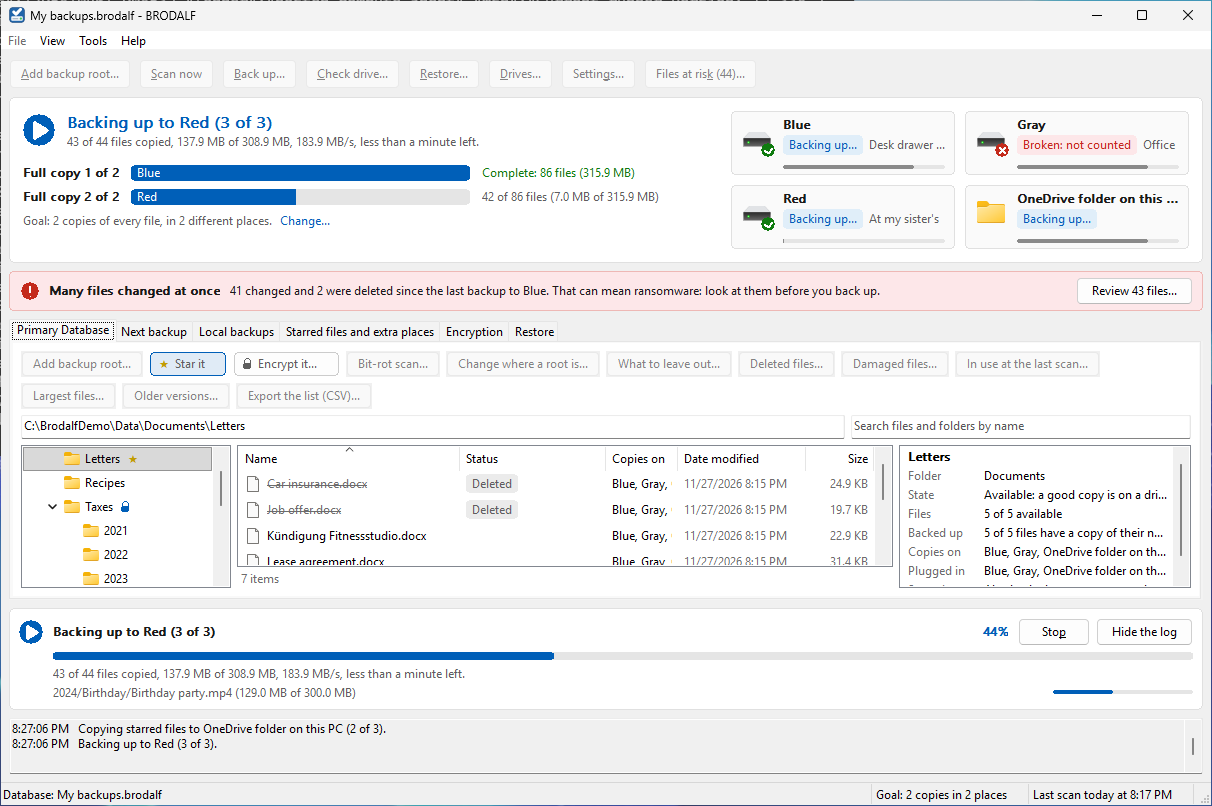 My backups.brodalf - BRODALF
File View Tools Help
Add backup root... Scan now Back up... Check drive... Restore... Drives... Settings... Files at risk (44)...
Backing up to Red (3 of 3)
43 of 44 files copied, 137.9 MB of 308.9 MB, 183.9 MB/s, less than a minute left.
Full copy 1 of 2 Blue Complete: 86 files (315.9 MB)
Full copy 2 of 2 Red 42 of 86 files (7.0 MB of 315.9 MB)
Goal: 2 copies of every file, in 2 different places. Change...
Blue
Backing up... Desk drawer ...
Gray
Broken: not counted Office
Red
Backing up... At my sister's
OneDrive folder on this ...
Backing up...
Many files changed at once 41 changed and 2 were deleted since the last backup to Blue. That can mean ransomware: look at them before you back up. Review 43 files...
Primary Database Next backup Local backups Starred files and extra places Encryption Restore
Add backup root... Star it Encrypt it... Bit-rot scan... Change where a root is... What to leave out... Deleted files... Damaged files... In use at the last scan...
Largest files... Older versions... Export the list (CSV)...
C:\BrodalfDemo\Data\Documents\Letters Search files and folders by name
Letters
Recipes
Taxes
2021
2022
2023
Name Status Copies on Date modified Size
Car insurance.docx Deleted Blue, Gray, 11/27/2026 8:15 PM 24.9 KB
Job offer.docx Deleted Blue, Gray, 11/27/2026 8:15 PM 19.7 KB
Kündigung Fitnessstudio.docx Blue, Gray, 11/27/2026 8:15 PM 22.9 KB
Lease agreement.docx Blue, Gray, 11/27/2026 8:15 PM 31.4 KB
7 items
Letters
Folder Documents
State Available: a good copy is on a dri...
Files 5 of 5 available
Backed up 5 of 5 files have a copy of their n...
Copies on Blue, Gray, OneDrive folder on th...
Plugged in Blue, Gray, OneDrive folder on th...
Backing up to Red (3 of 3) 44% Stop Hide the log
43 of 44 files copied, 137.9 MB of 308.9 MB, 183.9 MB/s, less than a minute left.
2024/Birthday/Birthday party.mp4 (129.0 MB of 300.0 MB)
8:27:06 PM Copying starred files to OneDrive folder on this PC (2 of 3).
8:27:06 PM Backing up to Red (3 of 3).
Database: My backups.brodalf Goal: 2 copies in 2 places Last scan today at 8:17 PM